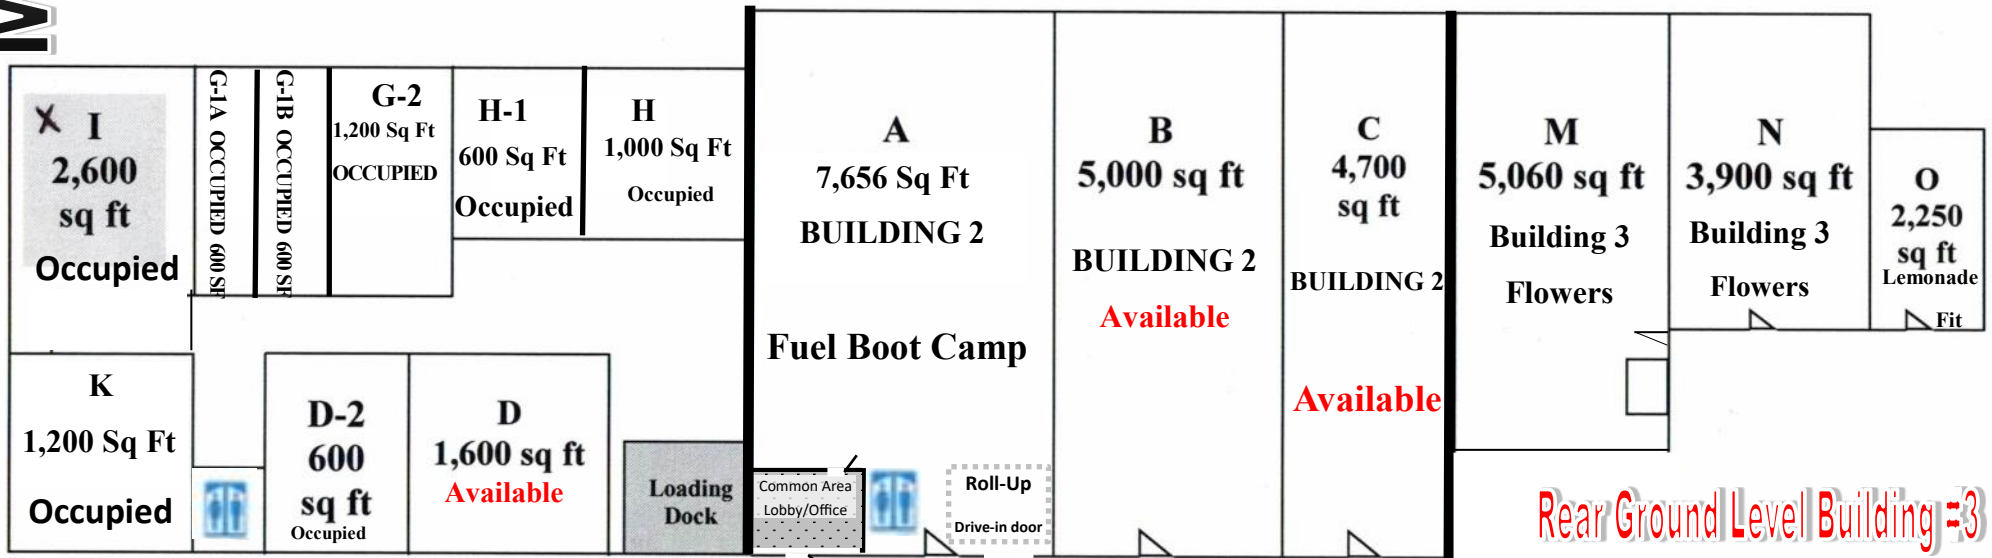 I
2,600
sq ft
Occupied
G-1A OCCUPIED 600 SF
G-1B OCCUPIED 600 SF
G-2
1,200 Sq Ft
OCCUPIED
H-1
600 Sq Ft
Occupied
H
1,000 Sq Ft
Occupied
A
7,656 Sq Ft
BUILDING 2
Fuel Boot Camp
B
5,000 sq ft
BUILDING 2
Available
C
4,700
sq ft
BUILDING 2
Available
M
5,060 sq ft
Building 3
Flowers
N
3,900 sq ft
Building 3
Flowers
O
2,250
sq ft
Lemonade
Fit
K
1,200 Sq Ft
Occupied
D-2
600
sq ft
Occupied
D
1,600 sq ft
Available
Loading
Dock
Common Area
Lobby/Office
Roll-Up
Drive-in door
Rear Ground Level Building #3